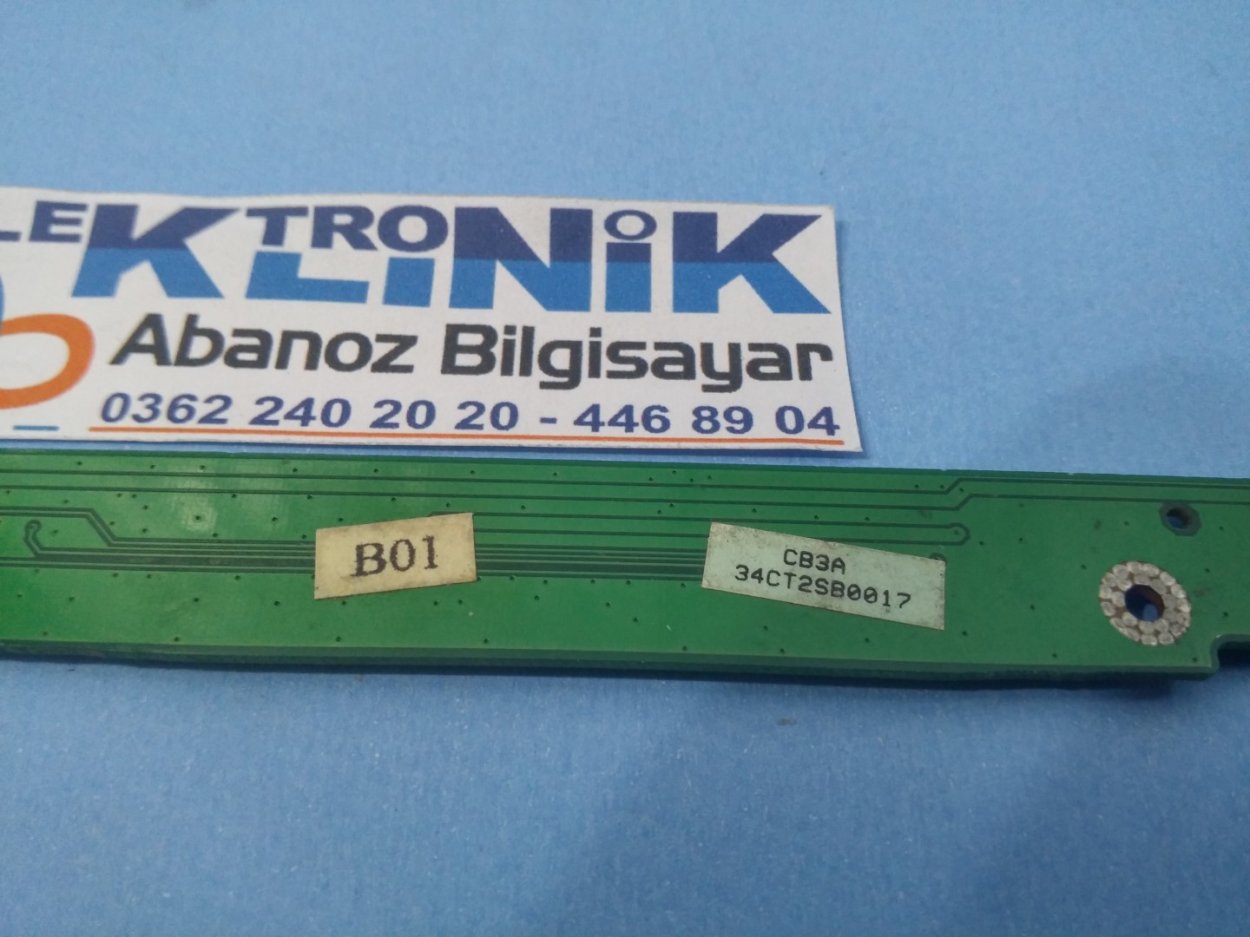 LEKTRONİK
KLİNİK
Abanoz Bilgisayar
0362 240 20 20 - 446 89 04
B01
CB3A
34CT2SB0017